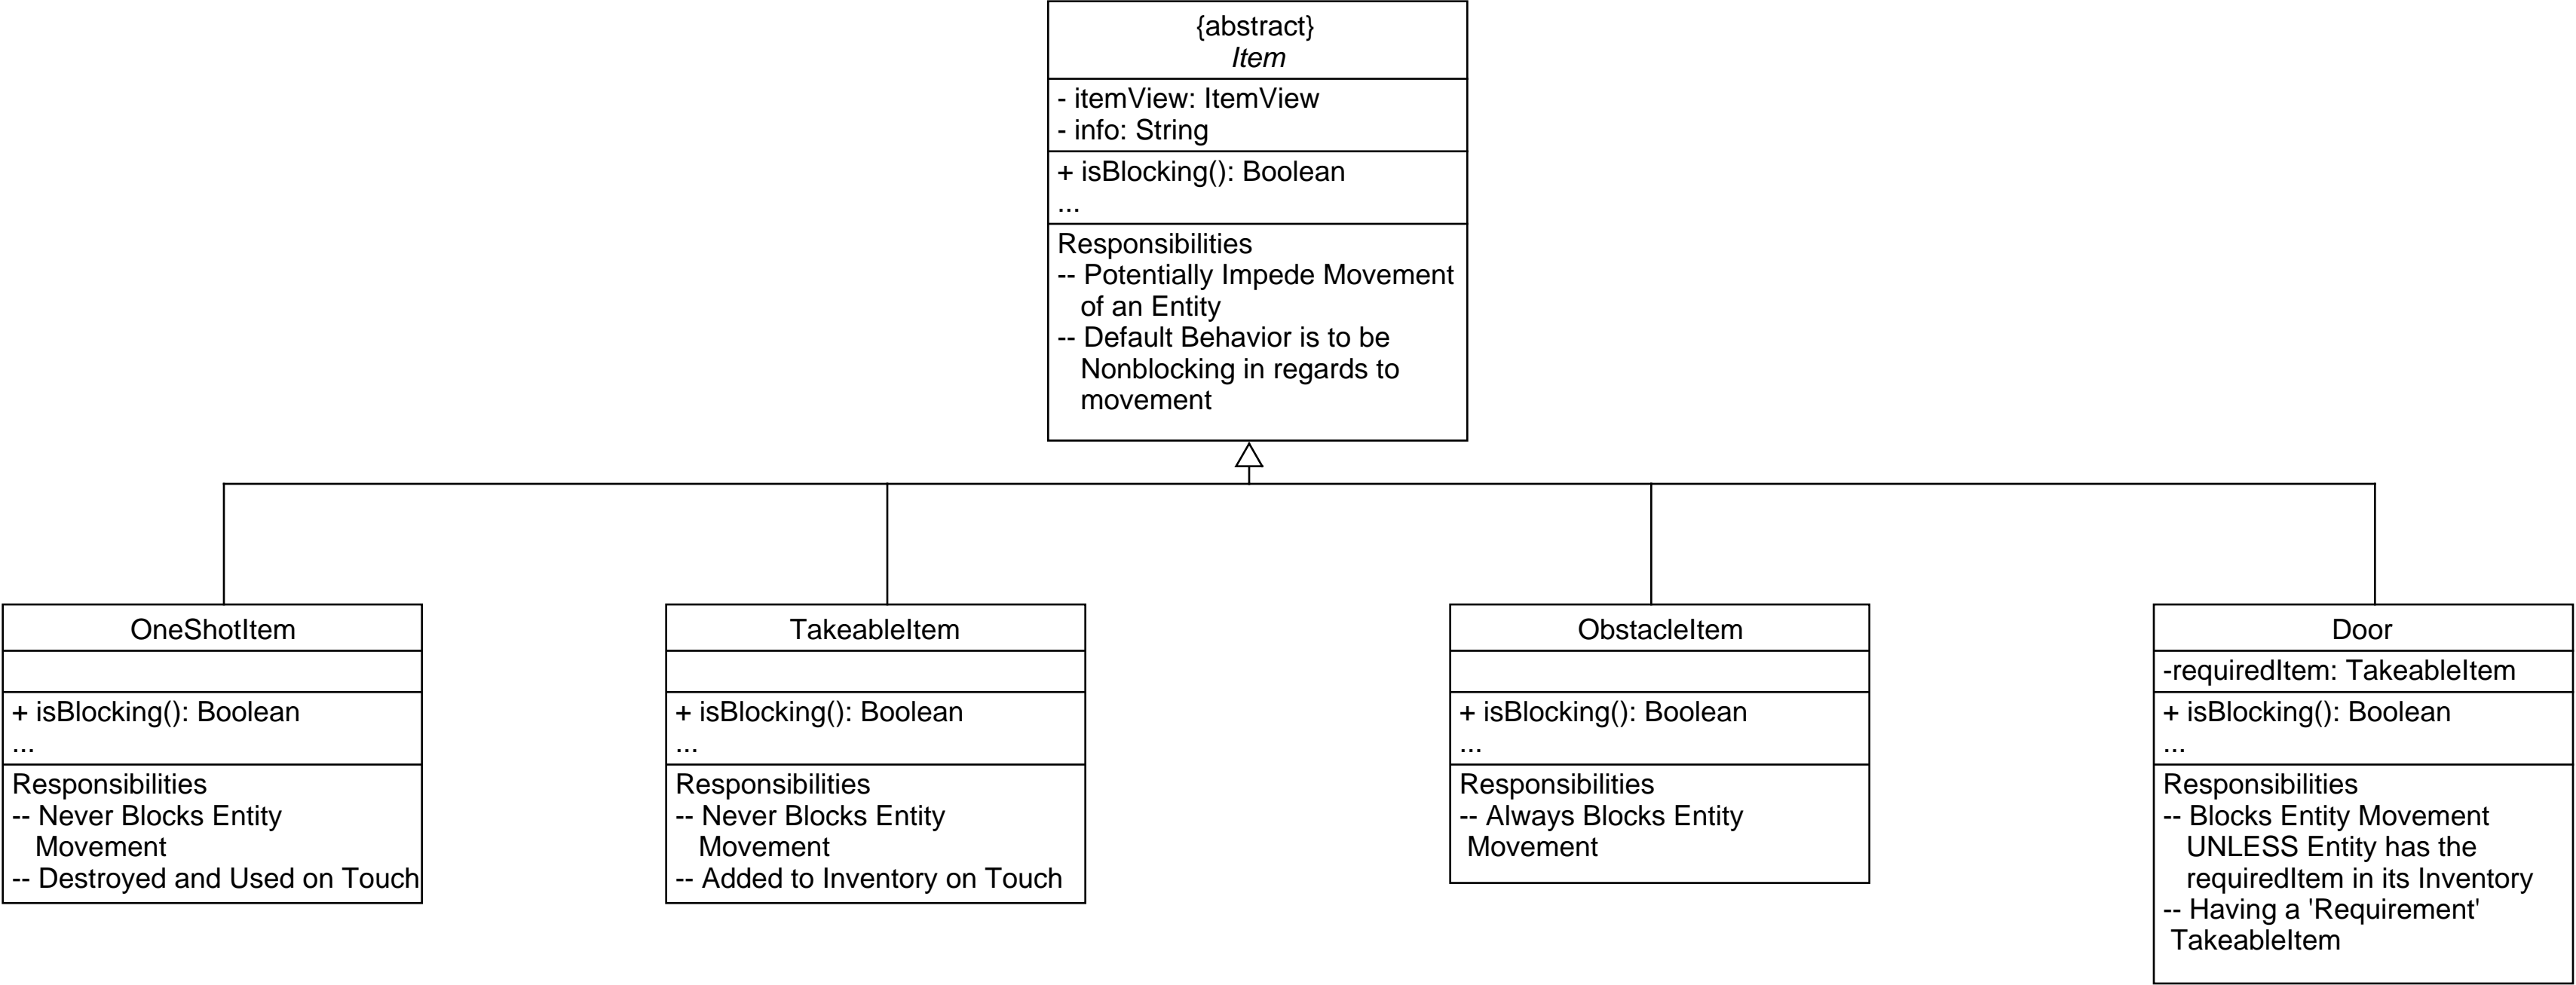 {abstract}
Item
- itemView: ItemView
- info: String
+ isBlocking(): Boolean
...
Responsibilities
-- Potentially Impede Movement
of an Entity
-- Default Behavior is to be
Nonblocking in regards to
movement
OneShotItem
+ isBlocking(): Boolean
...
Responsibilities
-- Never Blocks Entity
Movement
-- Destroyed and Used on Touch
TakeableItem
+ isBlocking(): Boolean
...
Responsibilities
-- Never Blocks Entity
Movement
-- Added to Inventory on Touch
ObstacleItem
+ isBlocking(): Boolean
...
Responsibilities
-- Always Blocks Entity
Movement
Door
-requiredItem: TakeableItem
+ isBlocking(): Boolean
...
Responsibilities
-- Blocks Entity Movement
UNLESS Entity has the
requiredItem in its Inventory
-- Having a 'Requirement'
TakeableItem